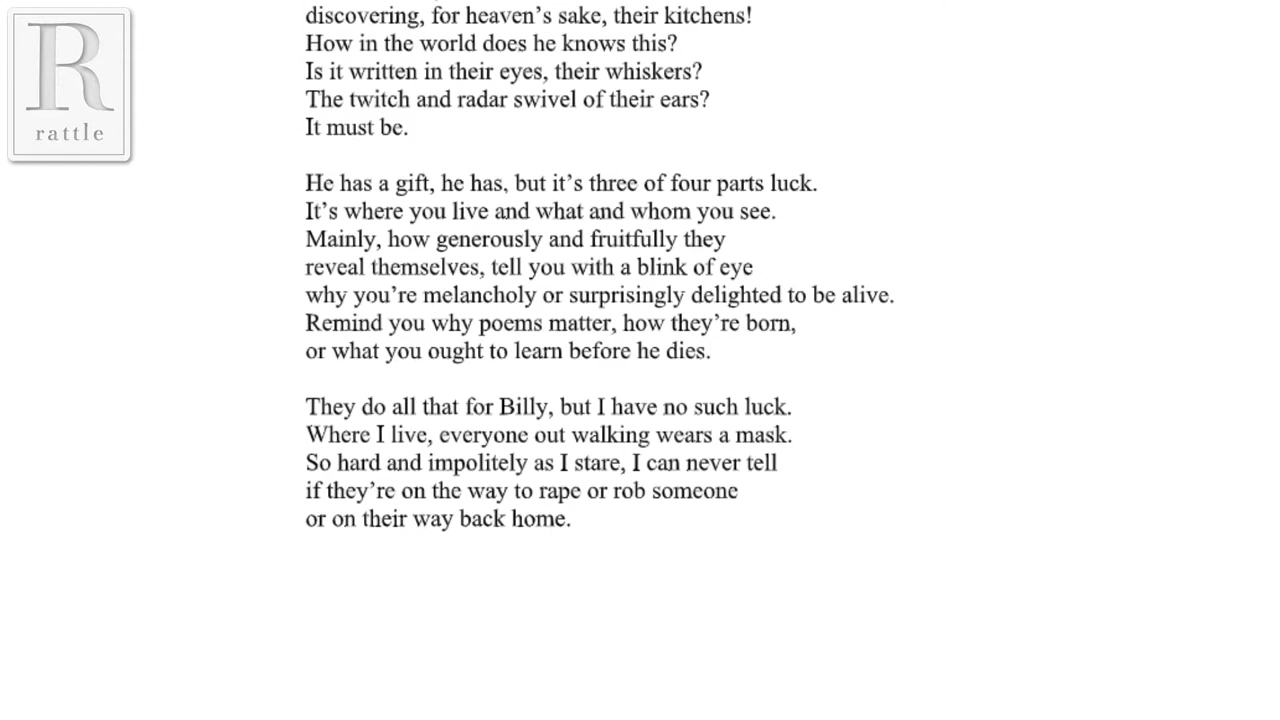 R
rattle
discovering, for heaven’s sake, their kitchens!
How in the world does he knows this?
Is it written in their eyes, their whiskers?
The twitch and radar swivel of their ears?
It must be.
He has a gift, he has, but it’s three of four parts luck.
It’s where you live and what and whom you see.
Mainly, how generously and fruitfully they
reveal themselves, tell you with a blink of eye
why you’re melancholy or surprisingly delighted to be alive.
Remind you why poems matter, how they’re born,
or what you ought to learn before he dies.
They do all that for Billy, but I have no such luck.
Where I live, everyone out walking wears a mask.
So hard and impolitely as I stare, I can never tell
if they’re on the way to rape or rob someone
or on their way back home.